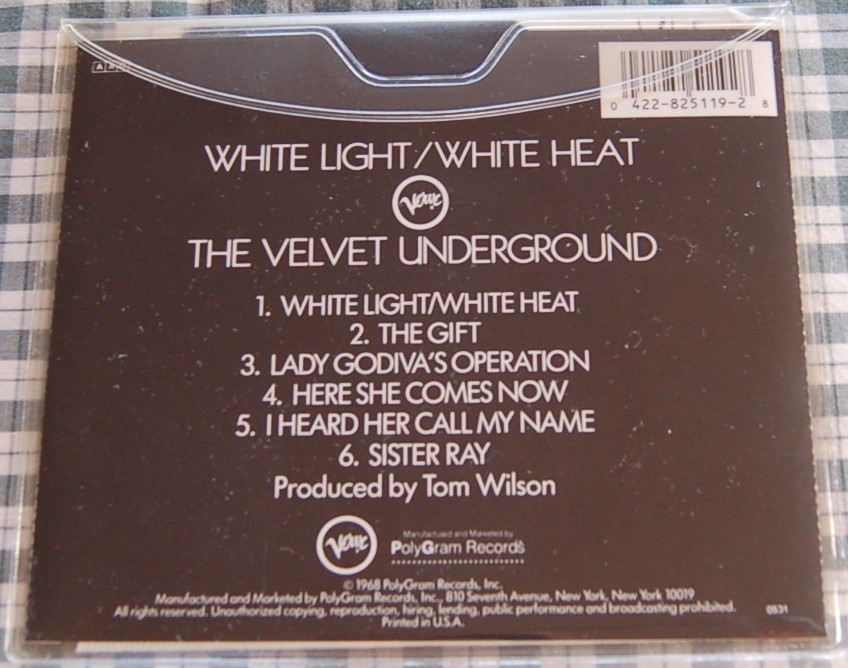 0 422-825119-2 8
WHITE LIGHT/WHITE HEAT
Verve
THE VELVET UNDERGROUND
1. WHITE LIGHT/WHITE HEAT
2. THE GIFT
3. LADY GODIVA'S OPERATION
4. HERE SHE COMES NOW
5. I HEARD HER CALL MY NAME
6. SISTER RAY
Produced by Tom Wilson
Verve
Manufactured and Marketed by
PolyGram Records
© 1968 PolyGram Records, Inc.
Manufactured and Marketed by PolyGram Records, Inc., 810 Seventh Avenue, New York, New York 10019
All rights reserved. Unauthorized copying, reproduction, hiring, lending, public performance and broadcasting prohibited.
0531
Printed in U.S.A.